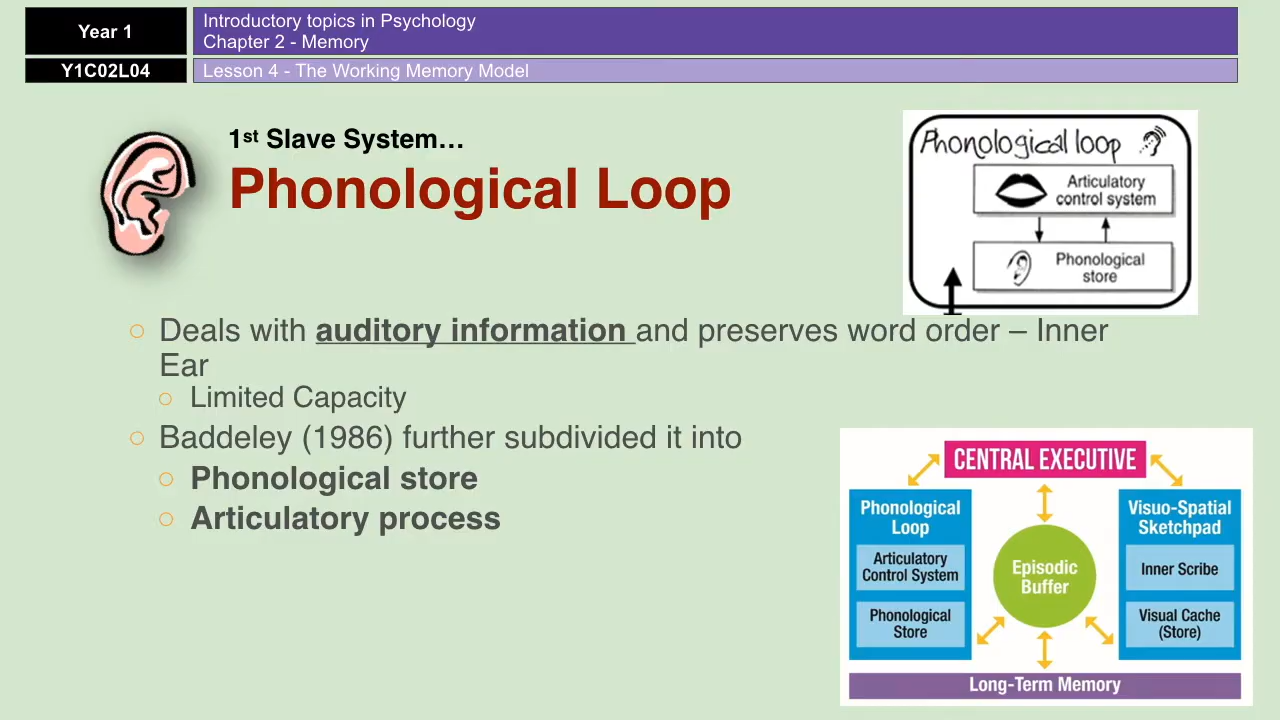 Year 1
Introductory topics in Psychology
Chapter 2 - Memory
Y1C02L04
Lesson 4 - The Working Memory Model
1st Slave System…
Phonological Loop
Phonological loop
Articulatory
control system
Phonological
store
○ Deals with auditory information and preserves word order – Inner
Ear
○ Limited Capacity
○ Baddeley (1986) further subdivided it into
○ Phonological store
○ Articulatory process
CENTRAL EXECUTIVE
Phonological
Loop
Articulatory
Control System
Phonological
Store
Episodic
Buffer
Visuo-Spatial
Sketchpad
Inner Scribe
Visual Cache
(Store)
Long-Term Memory